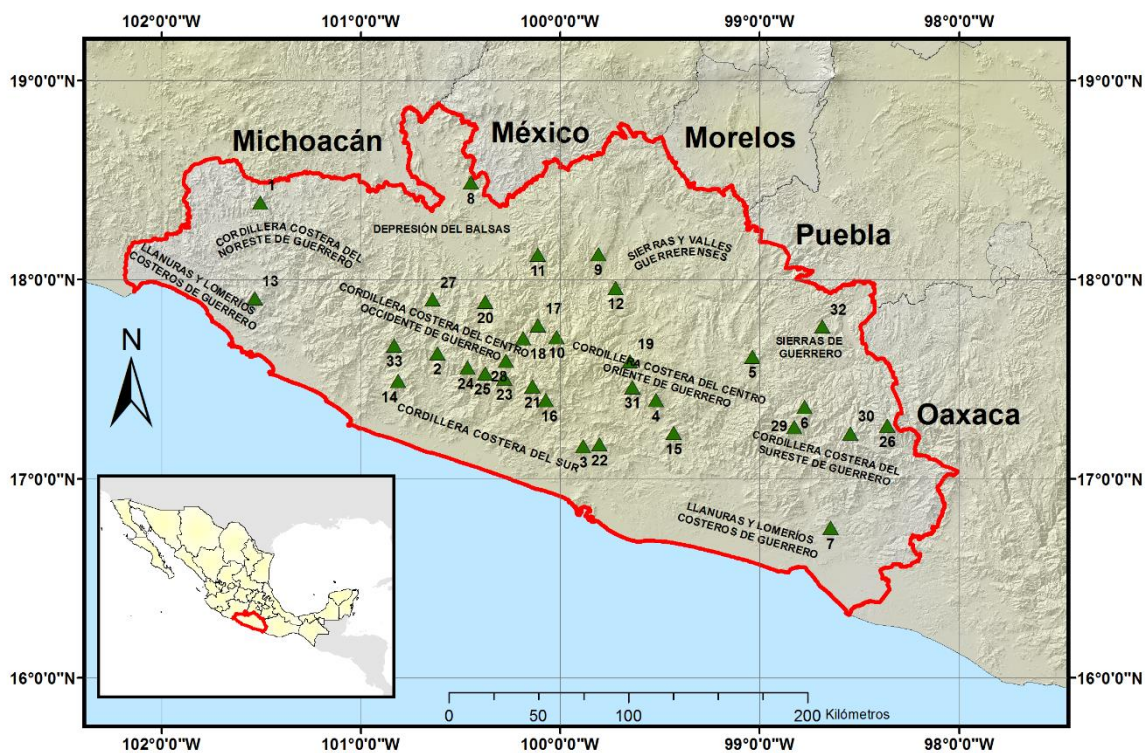 102°0'0"W 101°0'0"W 100°0'0"W 99°0'0"W 98°0'0"W
19°0'0"N 19°0'0"N
Michoacán México Morelos
1
8
DEPRESIÓN DEL BALSAS
CORDILLERA COSTERA DEL
NORESTE DE GUERRERO
SIERRAS Y VALLES
GUERRERENSES
Puebla
LLANURAS Y LOMERÍOS
COSTEROS DE GUERRERO
11 9
18°0'0"N 18°0'0"N
13 27 20 12
17 32
CORDILLERA COSTERA DEL CENTRO
OCCIDENTE DE GUERRERO
18 10
SIERRAS DE
GUERRERO
19
CORDILLERA COSTERA DEL CENTRO
ORIENTE DE GUERRERO
33 2 28 5
24 25 23
14 21 16 31 4
Oaxaca
CORDILLERA COSTERA DEL SUR
29 6 30 26
3 22 15
CORDILLERA COSTERA DEL
SURESTE DE GUERRERO
N
17°0'0"N 17°0'0"N
LLANURAS Y LOMERÍOS
COSTEROS DE GUERRERO
7
16°0'0"N 16°0'0"N
0 50 100 200 Kilómetros
102°0'0"W 101°0'0"W 100°0'0"W 99°0'0"W 98°0'0"W